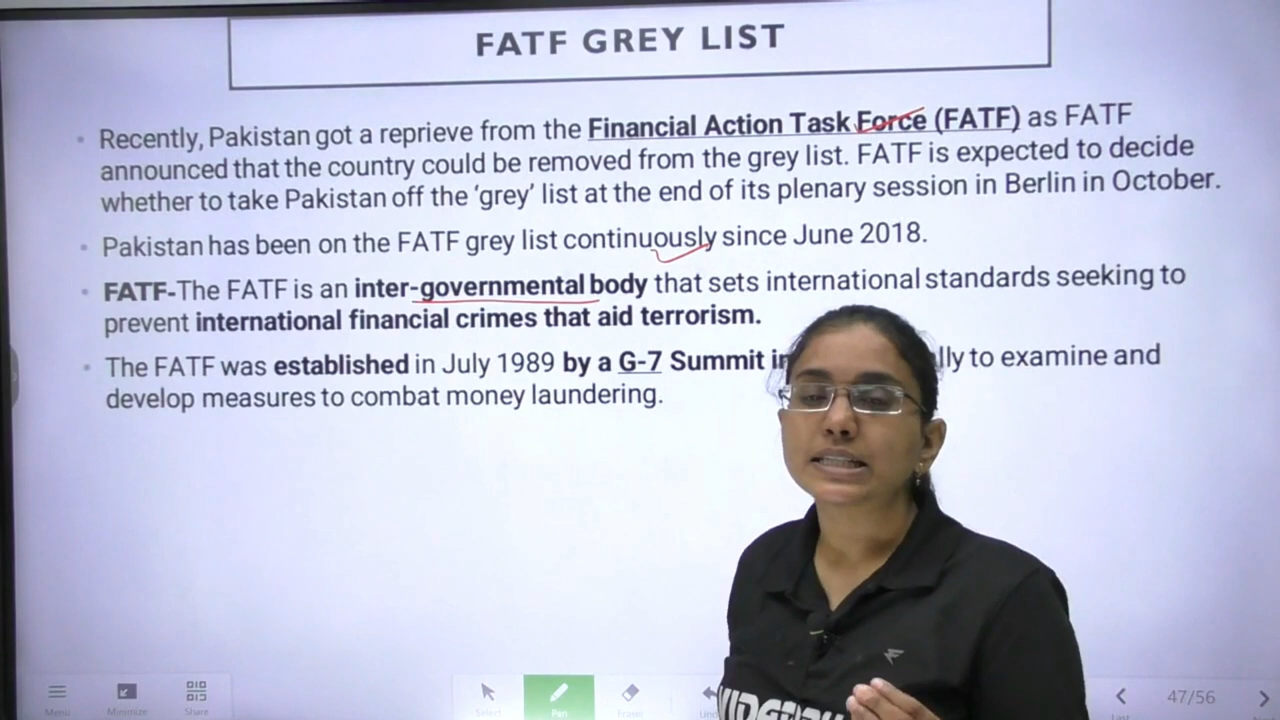 FATF GREY LIST
Recently, Pakistan got a reprieve from the Financial Action Task Force (FATF) as FATF
announced that the country could be removed from the grey list. FATF is expected to decide
whether to take Pakistan off the ‘grey’ list at the end of its plenary session in Berlin in October.
Pakistan has been on the FATF grey list continuously since June 2018.
FATF-The FATF is an inter-governmental body that sets international standards seeking to
prevent international financial crimes that aid terrorism.
The FATF was established in July 1989 by a G-7 Summit to examine and
develop measures to combat money laundering.
Menu Minimize Share Select Pen Eraser 47/56